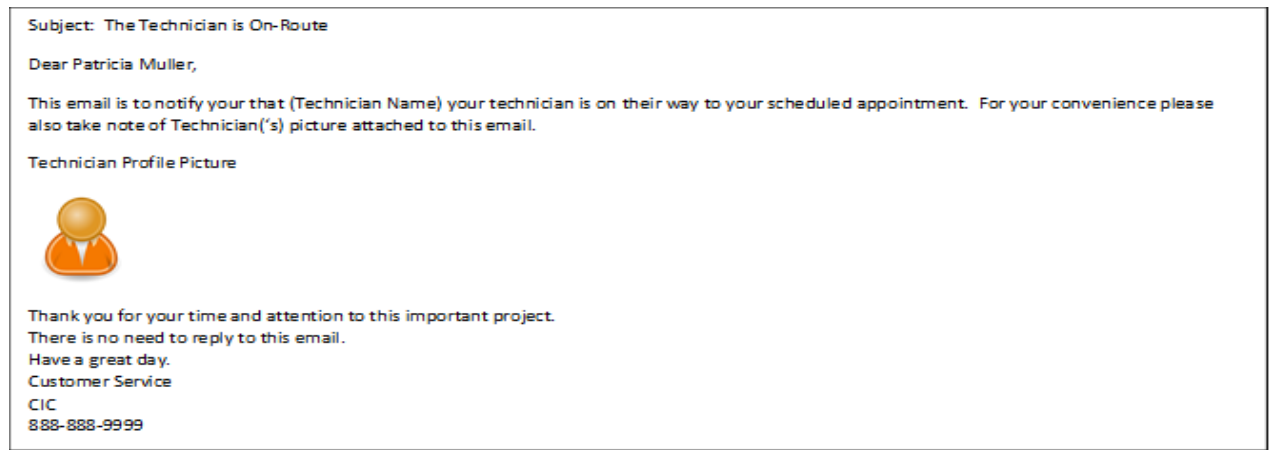 Subject: The Technician is On-Route
Dear Patricia Muller,
This email is to notify your that (Technician Name) your technician is on their way to your scheduled appointment. For your convenience please
also take note of Technician('s) picture attached to this email.
Technician Profile Picture
Thank you for your time and attention to this important project.
There is no need to reply to this email.
Have a great day.
Customer Service
CIC
888-888-9999